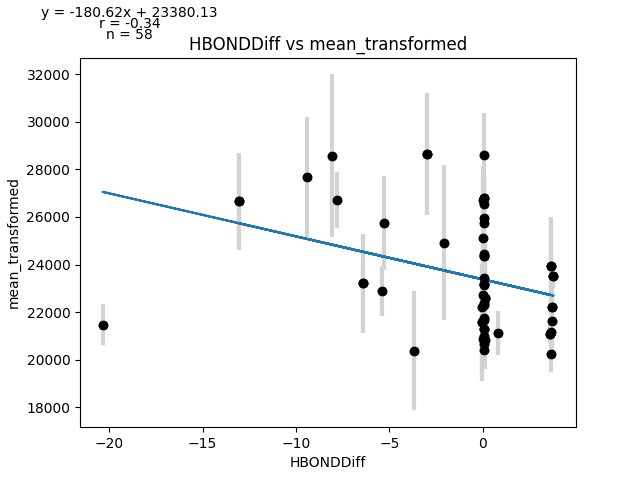 y = -180.62x + 23380.13
r = -0.34
n = 58
HBONDDiff vs mean_transformed
32000
30000
28000
26000
24000
22000
20000
18000
mean_transformed
−20
−15
−10
−5
0
HBONDDiff